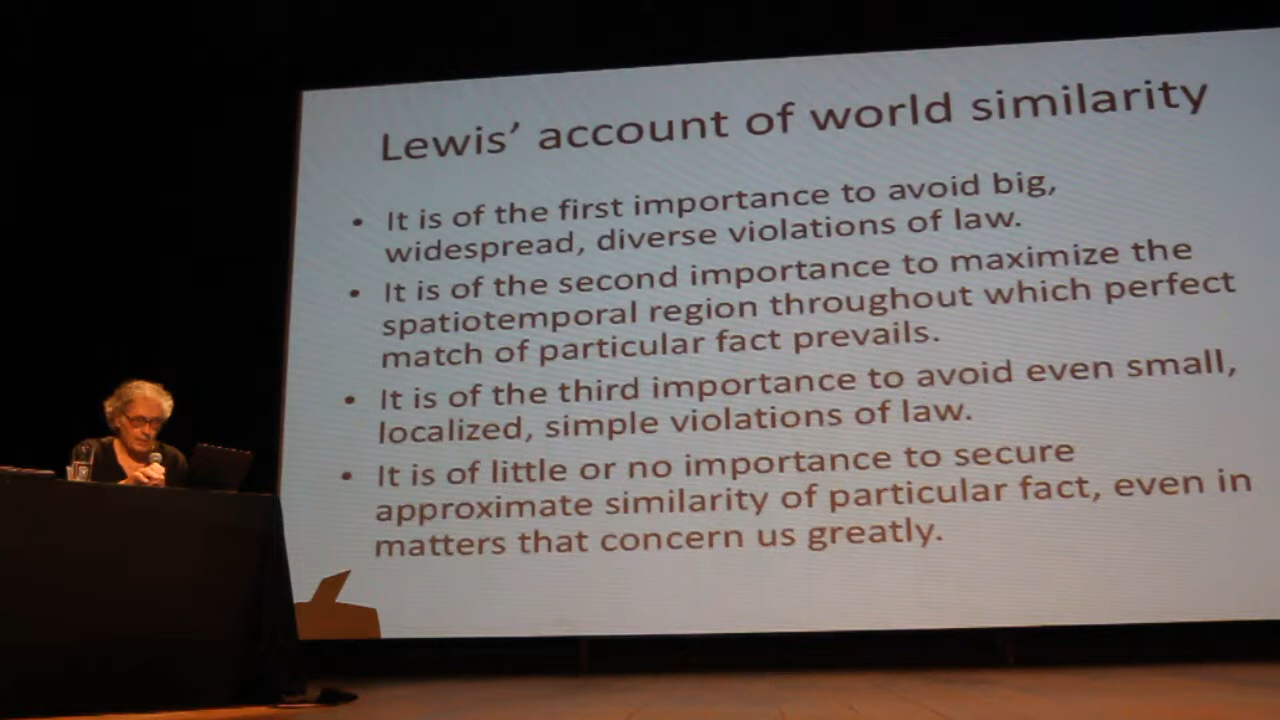 Lewis’ account of world similarity
• It is of the first importance to avoid big,
widespread, diverse violations of law.
• It is of the second importance to maximize the
spatiotemporal region throughout which perfect
match of particular fact prevails.
• It is of the third importance to avoid even small,
localized, simple violations of law.
• It is of little or no importance to secure
approximate similarity of particular fact, even in
matters that concern us greatly.